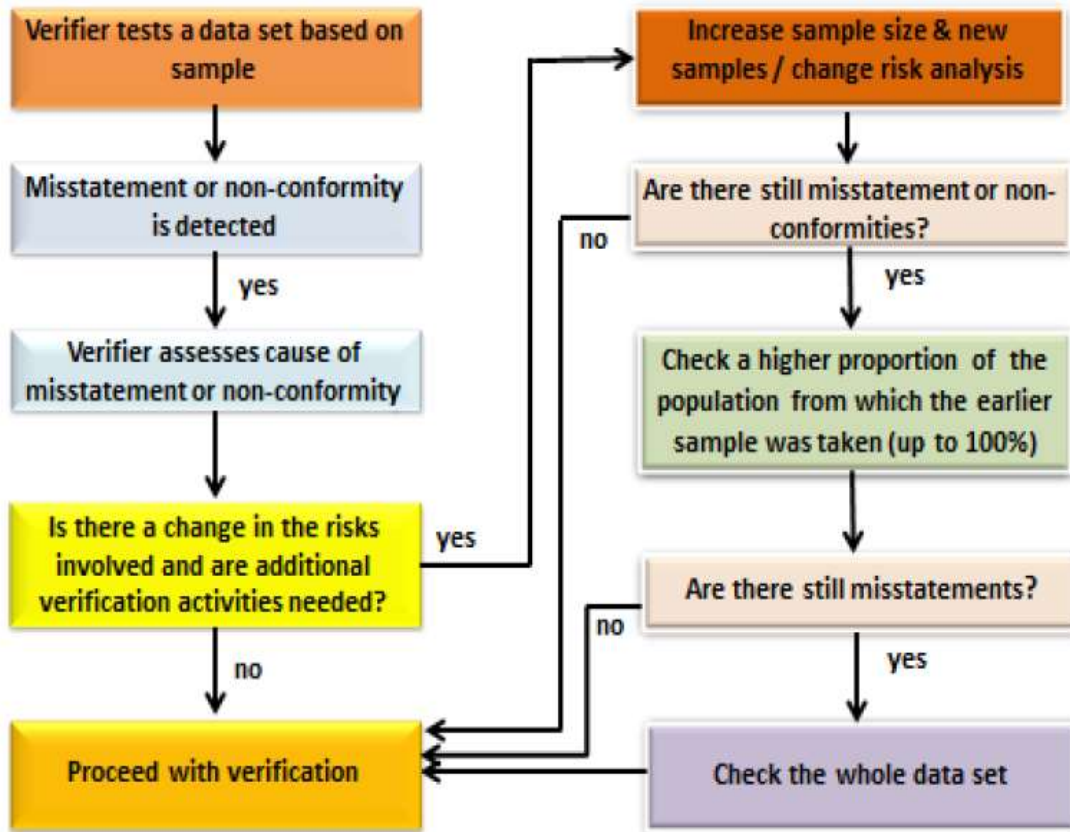 Verifier tests a data set based on
sample
Misstatement or non-conformity
is detected
yes
Verifier assesses cause of
misstatement or non-conformity
Is there a change in the risks
involved and are additional
verification activities needed?
yes
no
Proceed with verification
Increase sample size & new
samples / change risk analysis
Are there still misstatement or non-
conformities?
no
yes
Check a higher proportion of the
population from which the earlier
sample was taken (up to 100%)
Are there still misstatements?
no
yes
Check the whole data set